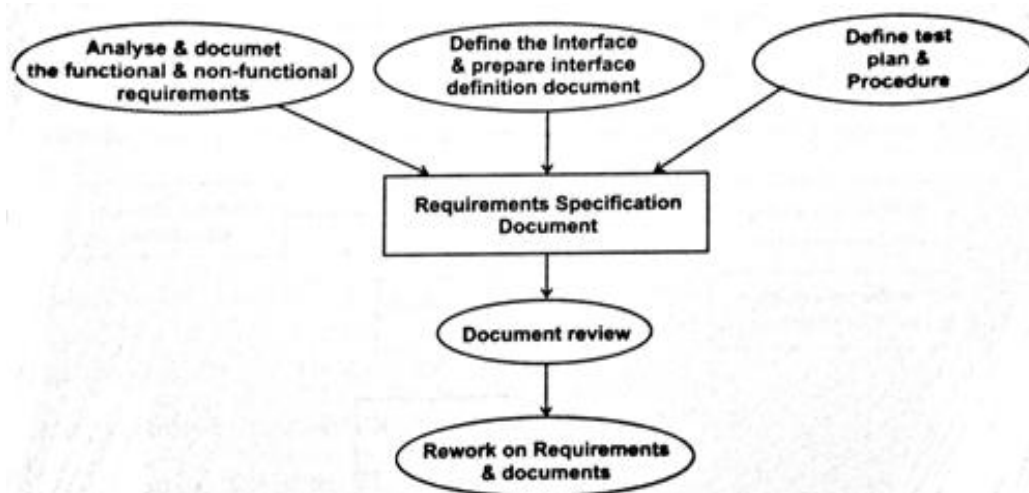 Analyse & documet
the functional & non-functional
requirements
Define the Interface
& prepare interface
definition document
Define test
plan &
Procedure
Requirements Specification
Document
Document review
Rework on Requirements
& documents